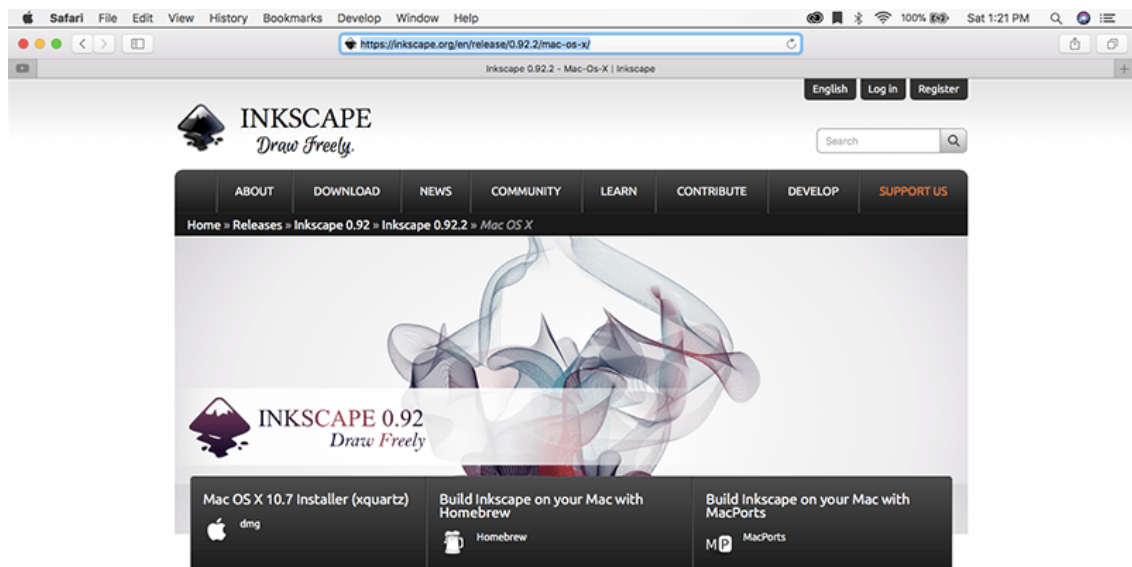 Safari File Edit View History Bookmarks Develop Window Help 100% Sat 1:21 PM
https://inkscape.org/en/release/0.92.2/mac-os-x/
Inkscape 0.92.2 - Mac-Os-X | Inkscape
English Log in Register
INKSCAPE
Draw Freely.
Search
ABOUT DOWNLOAD NEWS COMMUNITY LEARN CONTRIBUTE DEVELOP SUPPORT US
Home » Releases » Inkscape 0.92 » Inkscape 0.92.2 » Mac OS X
INKSCAPE 0.92
Draw Freely
Mac OS X 10.7 Installer (xquartz)
dmg
Build Inkscape on your Mac with
Homebrew
Homebrew
Build Inkscape on your Mac with
MacPorts
MP MacPorts